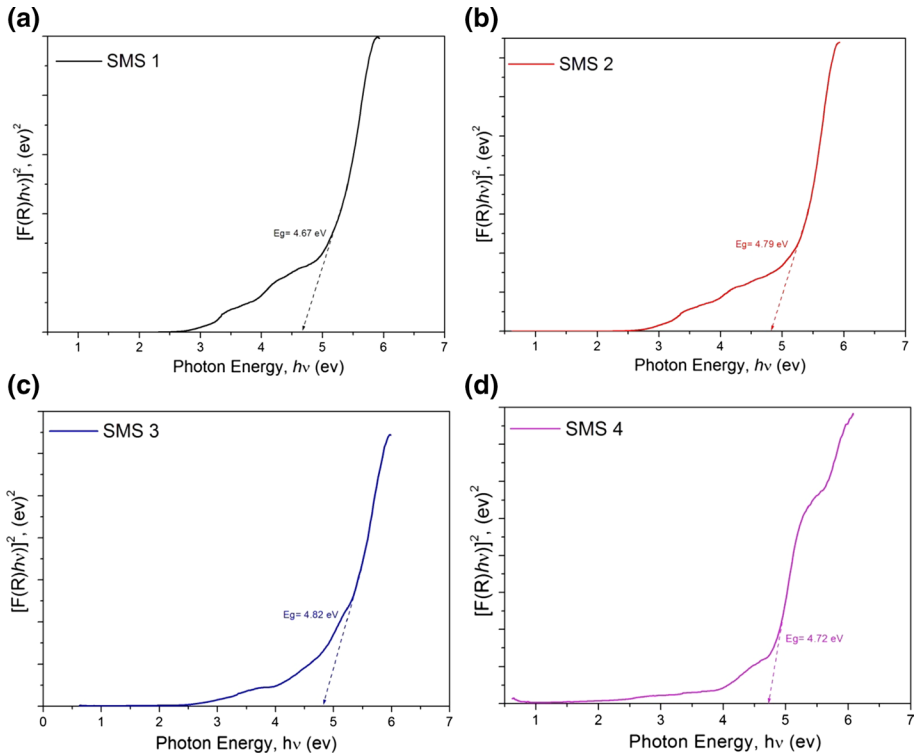 (a)
SMS 1
[F(R)hν)]², (ev)²
Eg= 4.67 eV
1 2 3 4 5 6 7
Photon Energy, hν (ev)
(b)
SMS 2
[F(R)hν)]², (ev)²
Eg= 4.79 eV
1 2 3 4 5 6 7
Photon Energy, hν (ev)
(c)
SMS 3
[F(R)hν)]², (ev)²
Eg= 4.82 eV
0 1 2 3 4 5 6 7
Photon Energy, hν (ev)
(d)
SMS 4
[F(R)hν)]², (ev)²
Eg= 4.72 eV
1 2 3 4 5 6 7
Photon Energy, hν (ev)